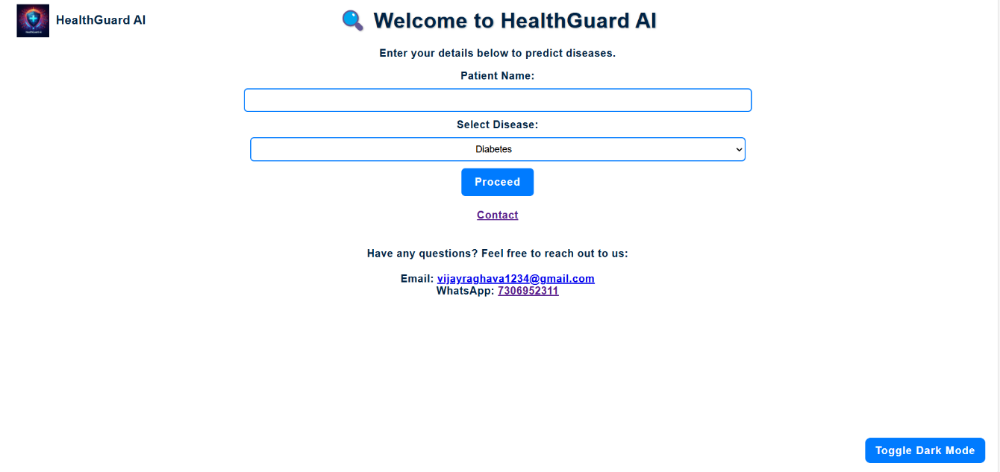 HealthGuard AI
Welcome to HealthGuard AI
Enter your details below to predict diseases.
Patient Name:
Select Disease:
Diabetes
Proceed
Contact
Have any questions? Feel free to reach out to us:
Email: vijayraghava1234@gmail.com
WhatsApp: 7306952311
Toggle Dark Mode